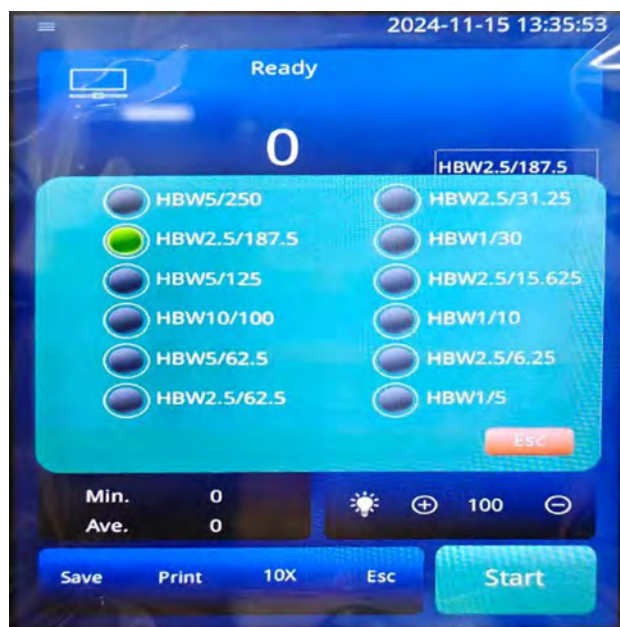 2024-11-15 13:35:53
Ready
0
HBW2.5/187.5
HBW5/250
HBW2.5/31.25
HBW2.5/187.5
HBW1/30
HBW5/125
HBW2.5/15.625
HBW10/100
HBW1/10
HBW5/62.5
HBW2.5/6.25
HBW2.5/62.5
HBW1/5
Esc
Min. 0
100
Ave. 0
Save Print 10X Esc Start